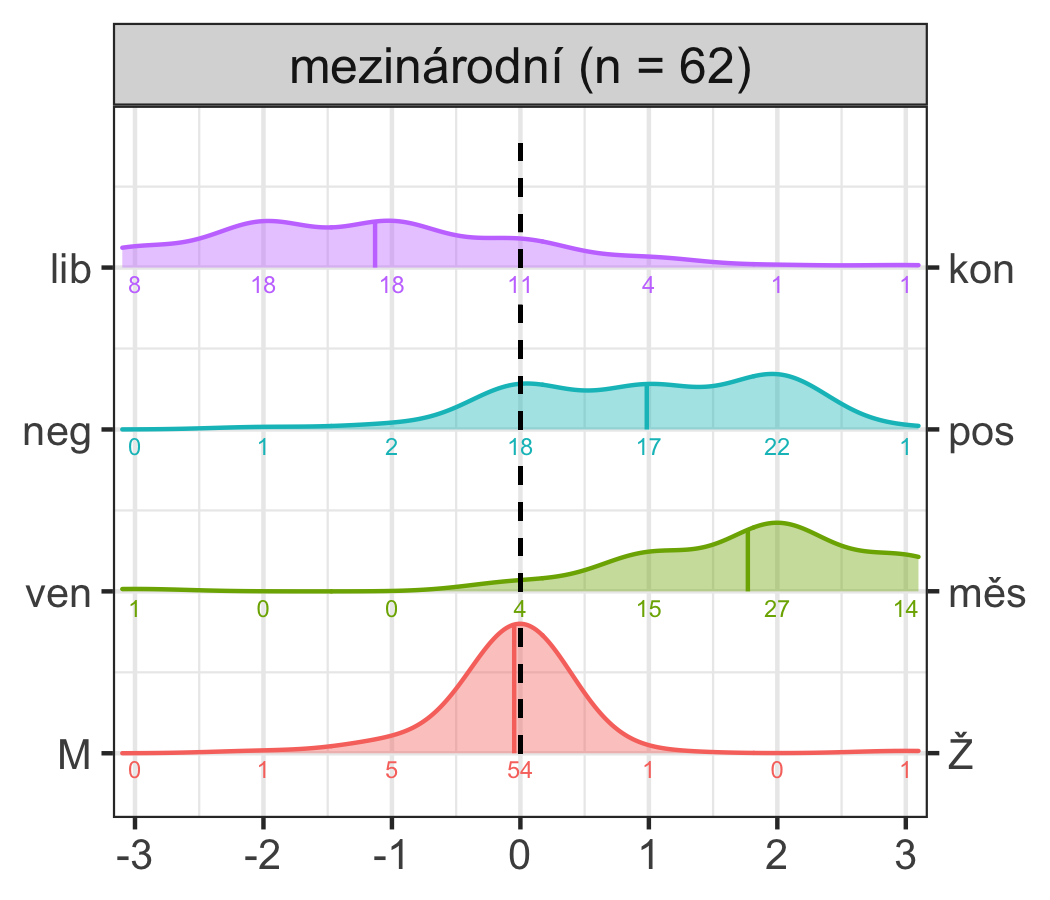 mezinárodní (n = 62)
lib kon
8 18 18 11 4 1 1
neg pos
0 1 2 18 17 22 1
ven měs
1 0 0 4 15 27 14
M Ž
0 1 5 54 1 0 1
-3 -2 -1 0 1 2 3